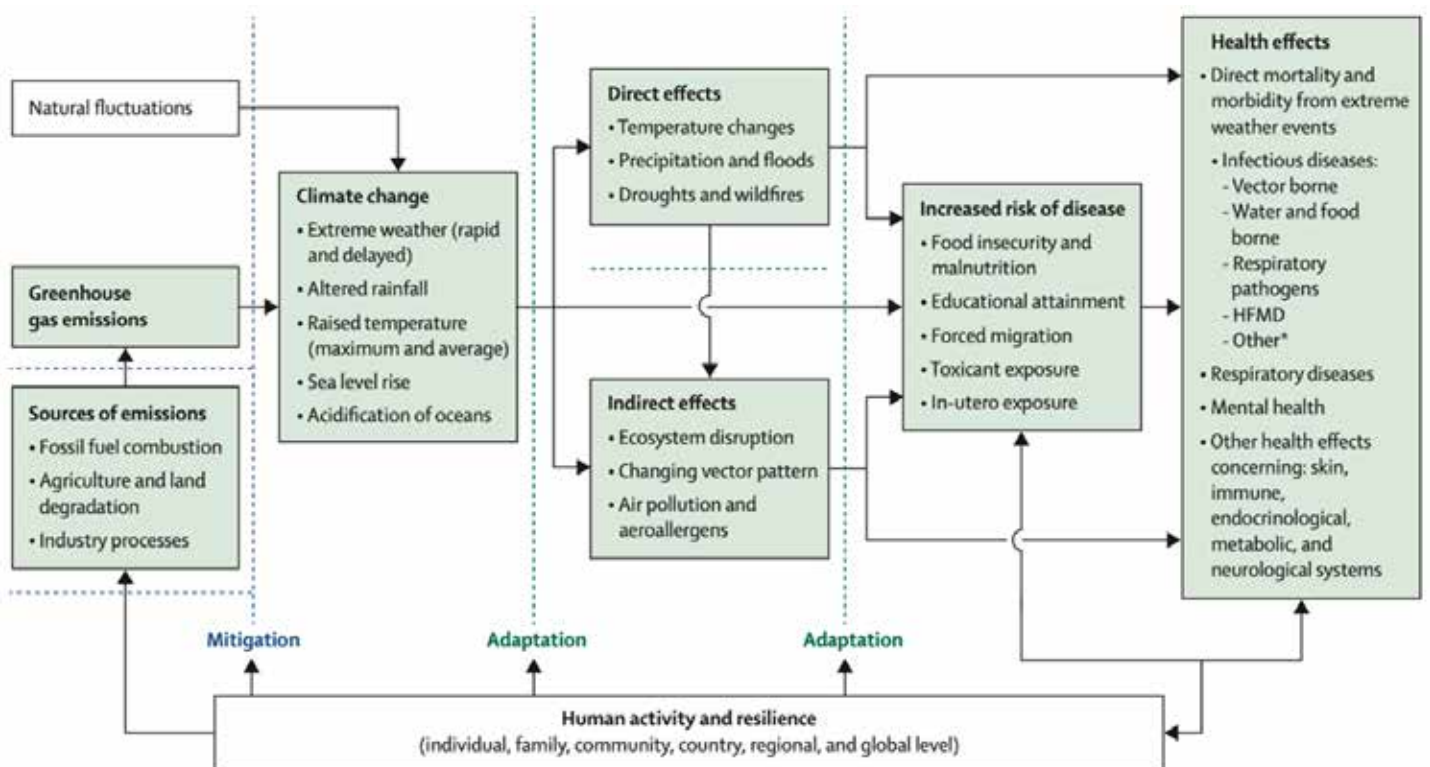 Natural fluctuations
Greenhouse
gas emissions
Sources of emissions
• Fossil fuel combustion
• Agriculture and land
degradation
• Industry processes
Climate change
• Extreme weather (rapid
and delayed)
• Altered rainfall
• Raised temperature
(maximum and average)
• Sea level rise
• Acidification of oceans
Direct effects
• Temperature changes
• Precipitation and floods
• Droughts and wildfires
Indirect effects
• Ecosystem disruption
• Changing vector pattern
• Air pollution and
aeroallergens
Increased risk of disease
• Food insecurity and
malnutrition
• Educational attainment
• Forced migration
• Toxicant exposure
• In-utero exposure
Health effects
• Direct mortality and
morbidity from extreme
weather events
• Infectious diseases:
- Vector borne
- Water and food
borne
- Respiratory
pathogens
- HFMD
- Other*
• Respiratory diseases
• Mental health
• Other health effects
concerning: skin,
immune,
endocrinological,
metabolic, and
neurological systems
Mitigation
Adaptation
Adaptation
Human activity and resilience
(individual, family, community, country, regional, and global level)